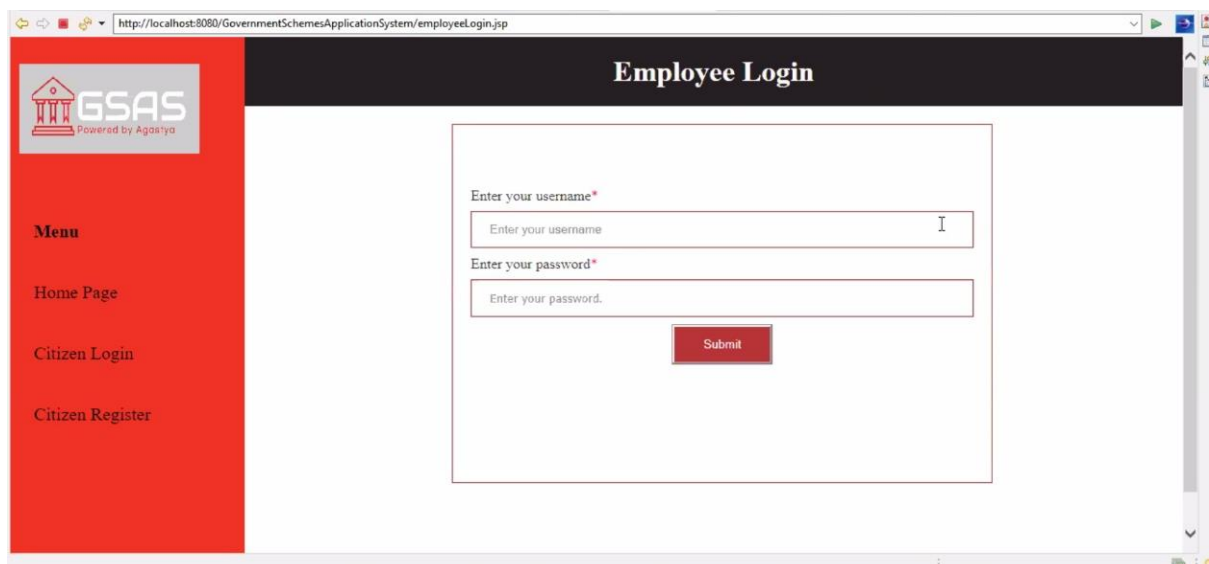 http://localhost:8080/GovernmentSchemesApplicationSystem/employeeLogin.jsp
GSAS
Powered by Agastya
Menu
Home Page
Citizen Login
Citizen Register
Employee Login
Enter your username*
Enter your username
Enter your password*
Enter your password.
Submit